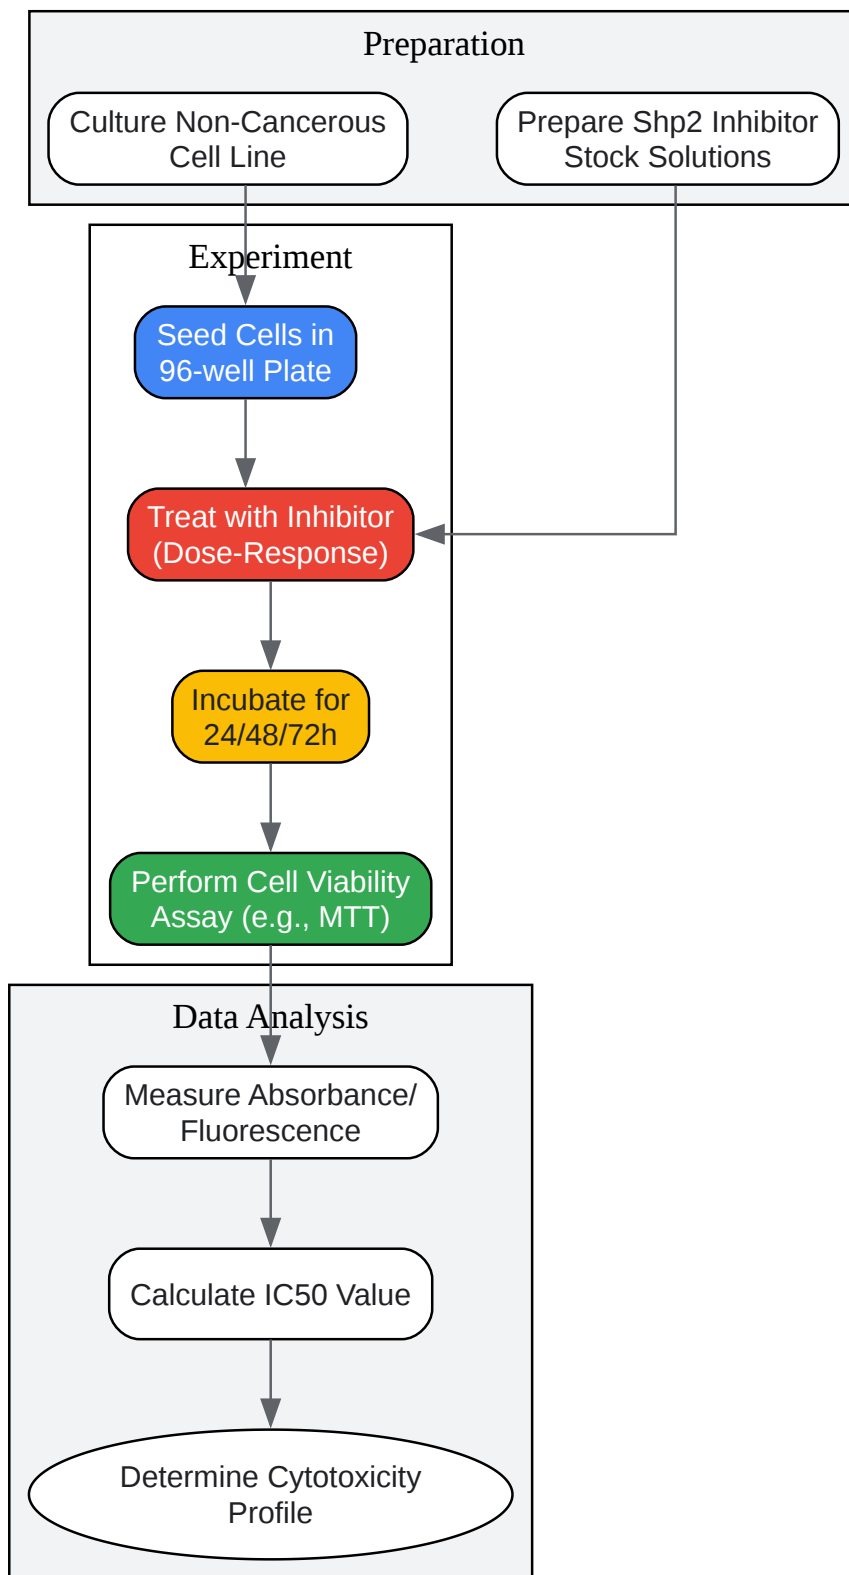 Preparation
Culture Non-Cancerous
Cell Line
Prepare Shp2 Inhibitor
Stock Solutions
Experiment
Seed Cells in
96-well Plate
Treat with Inhibitor
(Dose-Response)
Incubate for
24/48/72h
Perform Cell Viability
Assay (e.g., MTT)
Data Analysis
Measure Absorbance/
Fluorescence
Calculate IC50 Value
Determine Cytotoxicity
Profile